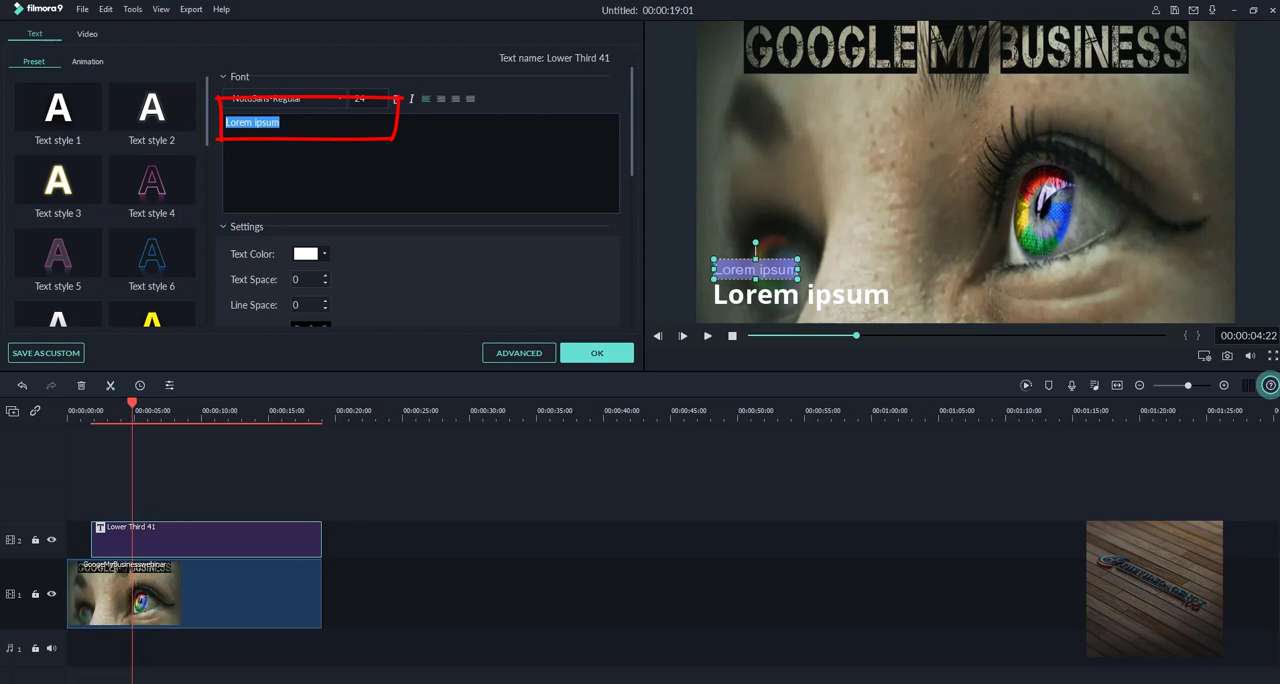 filmora9 File Edit Tools View Export Help
Untitled: 00:00:19:01
Text Video
Preset Animation
Text name: Lower Third 41
Font
NotoSans-Regular 24 B I
Lorem ipsum
Text style 1
Text style 2
Text style 3
Text style 4
Text style 5
Text style 6
Settings
Text Color:
Text Space: 0
Line Space: 0
SAVE AS CUSTOM
ADVANCED
OK
GOOGLE MY BUSINESS
Lorem ipsum
Lorem ipsum
00:00:04:22
00:00:00:00 00:00:05:00 00:00:10:00 00:00:15:00 00:00:20:00 00:00:25:00 00:00:30:00 00:00:35:00 00:00:40:00 00:00:45:00 00:00:50:00 00:00:55:00 00:01:00:00 00:01:05:00 00:01:10:00 00:01:15:00 00:01:20:00 00:01:25:00
2
T Lower Third 41
GoogeMyBusinesswebinar
GOOGLE MY BUSINESS
1
1